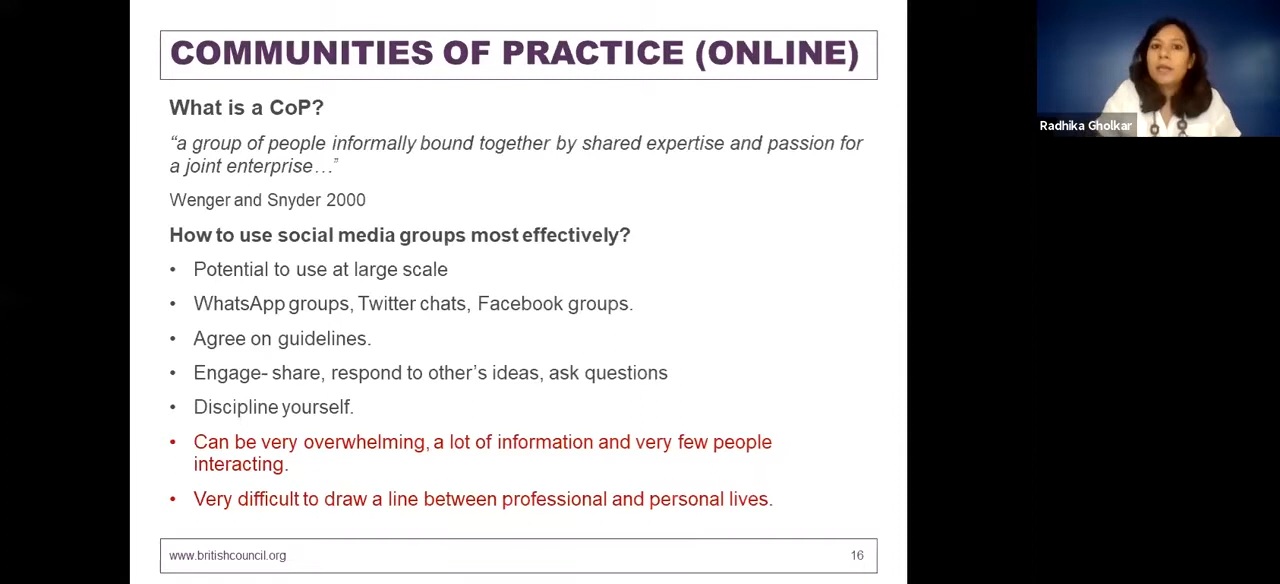 COMMUNITIES OF PRACTICE (ONLINE)
What is a CoP?
“a group of people informally bound together by shared expertise and passion for
a joint enterprise…”
Wenger and Snyder 2000
How to use social media groups most effectively?
• Potential to use at large scale
• WhatsApp groups, Twitter chats, Facebook groups.
• Agree on guidelines.
• Engage- share, respond to other’s ideas, ask questions
• Discipline yourself.
• Can be very overwhelming, a lot of information and very few people
interacting.
• Very difficult to draw a line between professional and personal lives.
www.britishcouncil.org
16
Radhika Gholkar